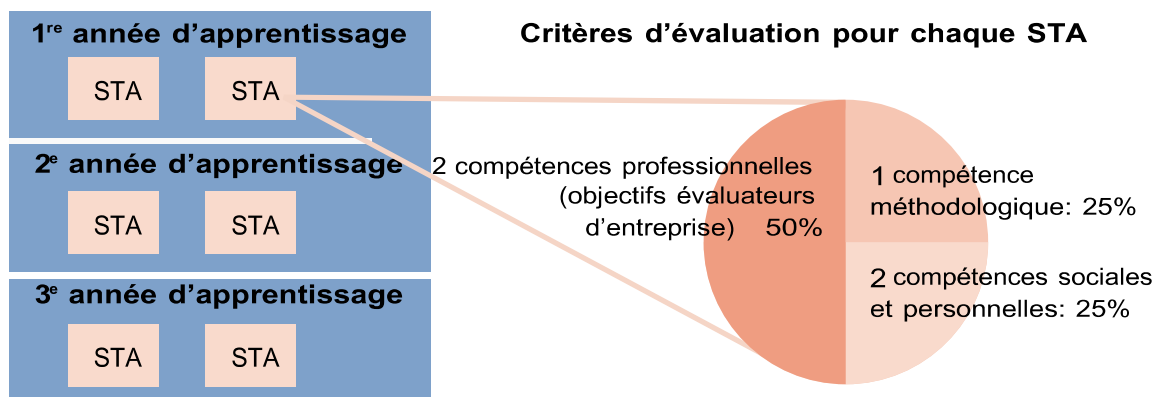 1re année d’apprentissage
STA STA
2e année d’apprentissage
STA STA
3e année d’apprentissage
STA STA
Critères d’évaluation pour chaque STA
2 compétences professionnelles
(objectifs évaluateurs
d’entreprise) 50%
1 compétence
méthodologique: 25%
2 compétences sociales
et personnelles: 25%